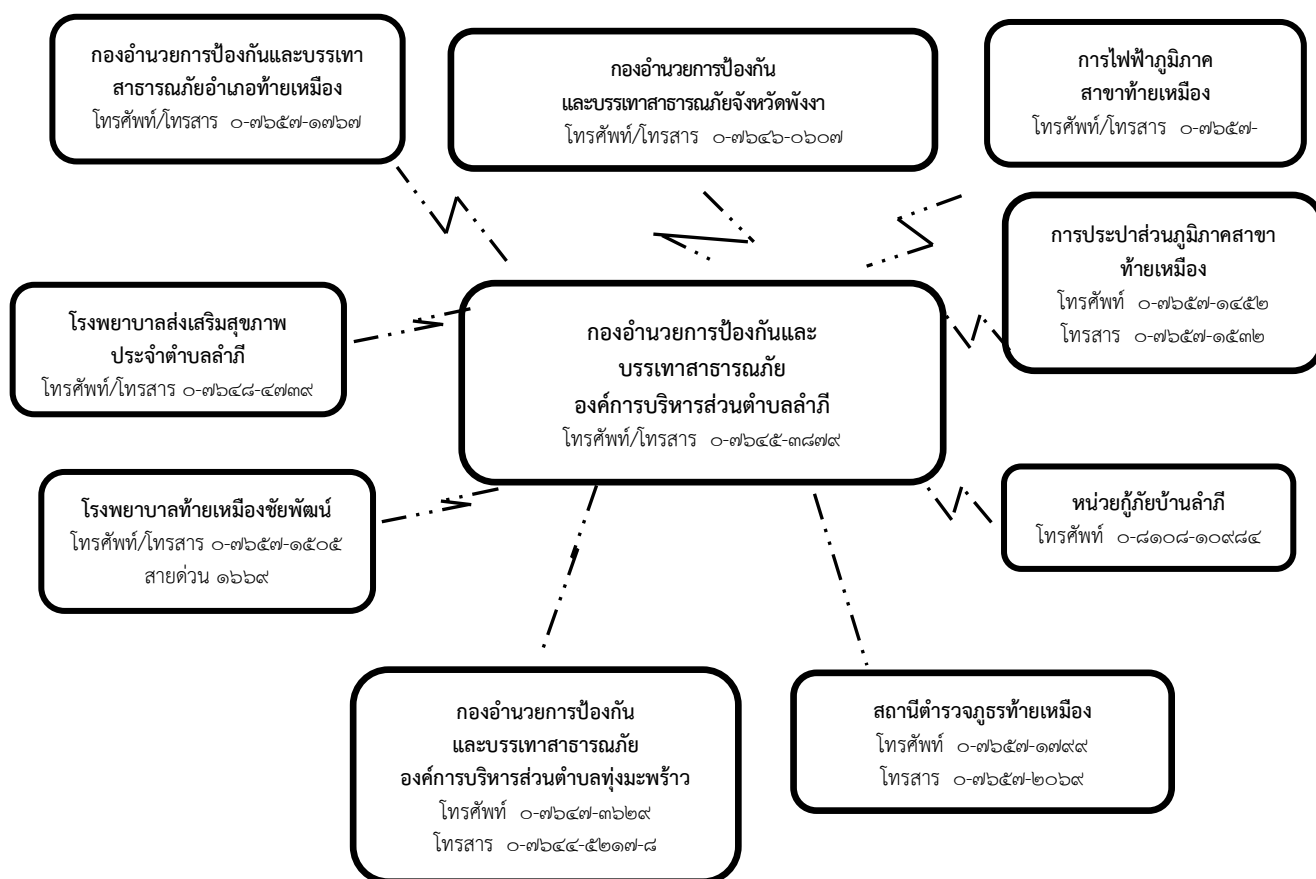 กองอำนวยการป้องกันและบรรเทา
สาธารณภัยอำเภอท้ายเหมือง
โทรศัพท์/โทรสาร ๐-๗๖๕๗-๑๗๖๗
กองอำนวยการป้องกัน
และบรรเทาสาธารณภัยจังหวัดพังงา
โทรศัพท์/โทรสาร ๐-๗๖๔๖-๐๖๐๗
การไฟฟ้าภูมิภาค
สาขาท้ายเหมือง
โทรศัพท์/โทรสาร ๐-๗๖๕๗-
การประปาส่วนภูมิภาคสาขา
ท้ายเหมือง
โทรศัพท์ ๐-๗๖๕๗-๑๔๕๒
โทรสาร ๐-๗๖๕๗-๑๕๓๒
โรงพยาบาลส่งเสริมสุขภาพ
ประจำตำบลลำภี
โทรศัพท์/โทรสาร ๐-๗๖๔๘-๔๗๓๙
กองอำนวยการป้องกันและ
บรรเทาสาธารณภัย
องค์การบริหารส่วนตำบลลำภี
โทรศัพท์/โทรสาร ๐-๗๖๔๕-๓๘๗๙
โรงพยาบาลท้ายเหมืองชัยพัฒน์
โทรศัพท์/โทรสาร ๐-๗๖๕๗-๑๕๐๕
สายด่วน ๑๖๖๙
หน่วยกู้ภัยบ้านลำภี
โทรศัพท์ ๐-๘๑๐๘-๑๐๙๘๔
กองอำนวยการป้องกัน
และบรรเทาสาธารณภัย
องค์การบริหารส่วนตำบลทุ่งมะพร้าว
โทรศัพท์ ๐-๗๖๔๗-๓๖๒๙
โทรสาร ๐-๗๖๔๔-๕๒๑๗-๘
สถานีตำรวจภูธรท้ายเหมือง
โทรศัพท์ ๐-๗๖๕๗-๑๗๙๙
โทรสาร ๐-๗๖๕๗-๒๐๖๙